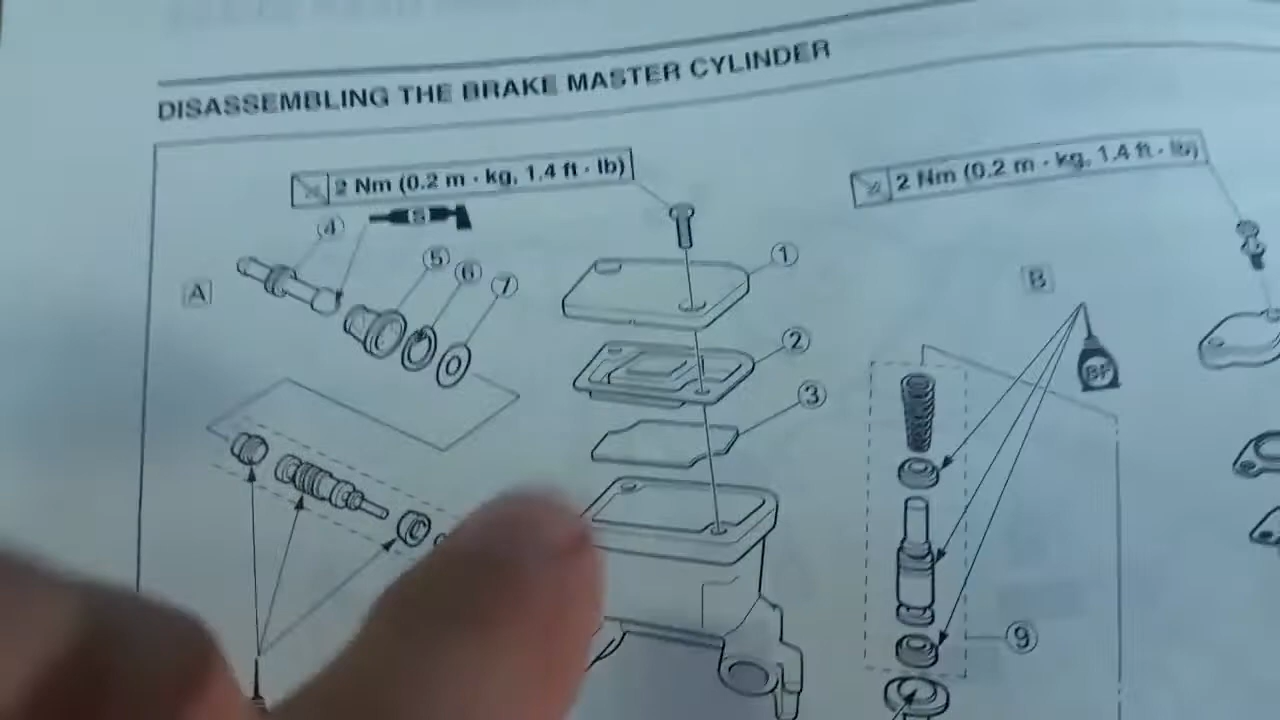 DISASSEMBLING THE BRAKE MASTER CYLINDER
2 Nm (0.2 m · kg, 1.4 ft · lb)
2 Nm (0.2 m · kg, 1.4 ft · lb)
4
S
5
6
7
1
A
B
2
BF
3
9